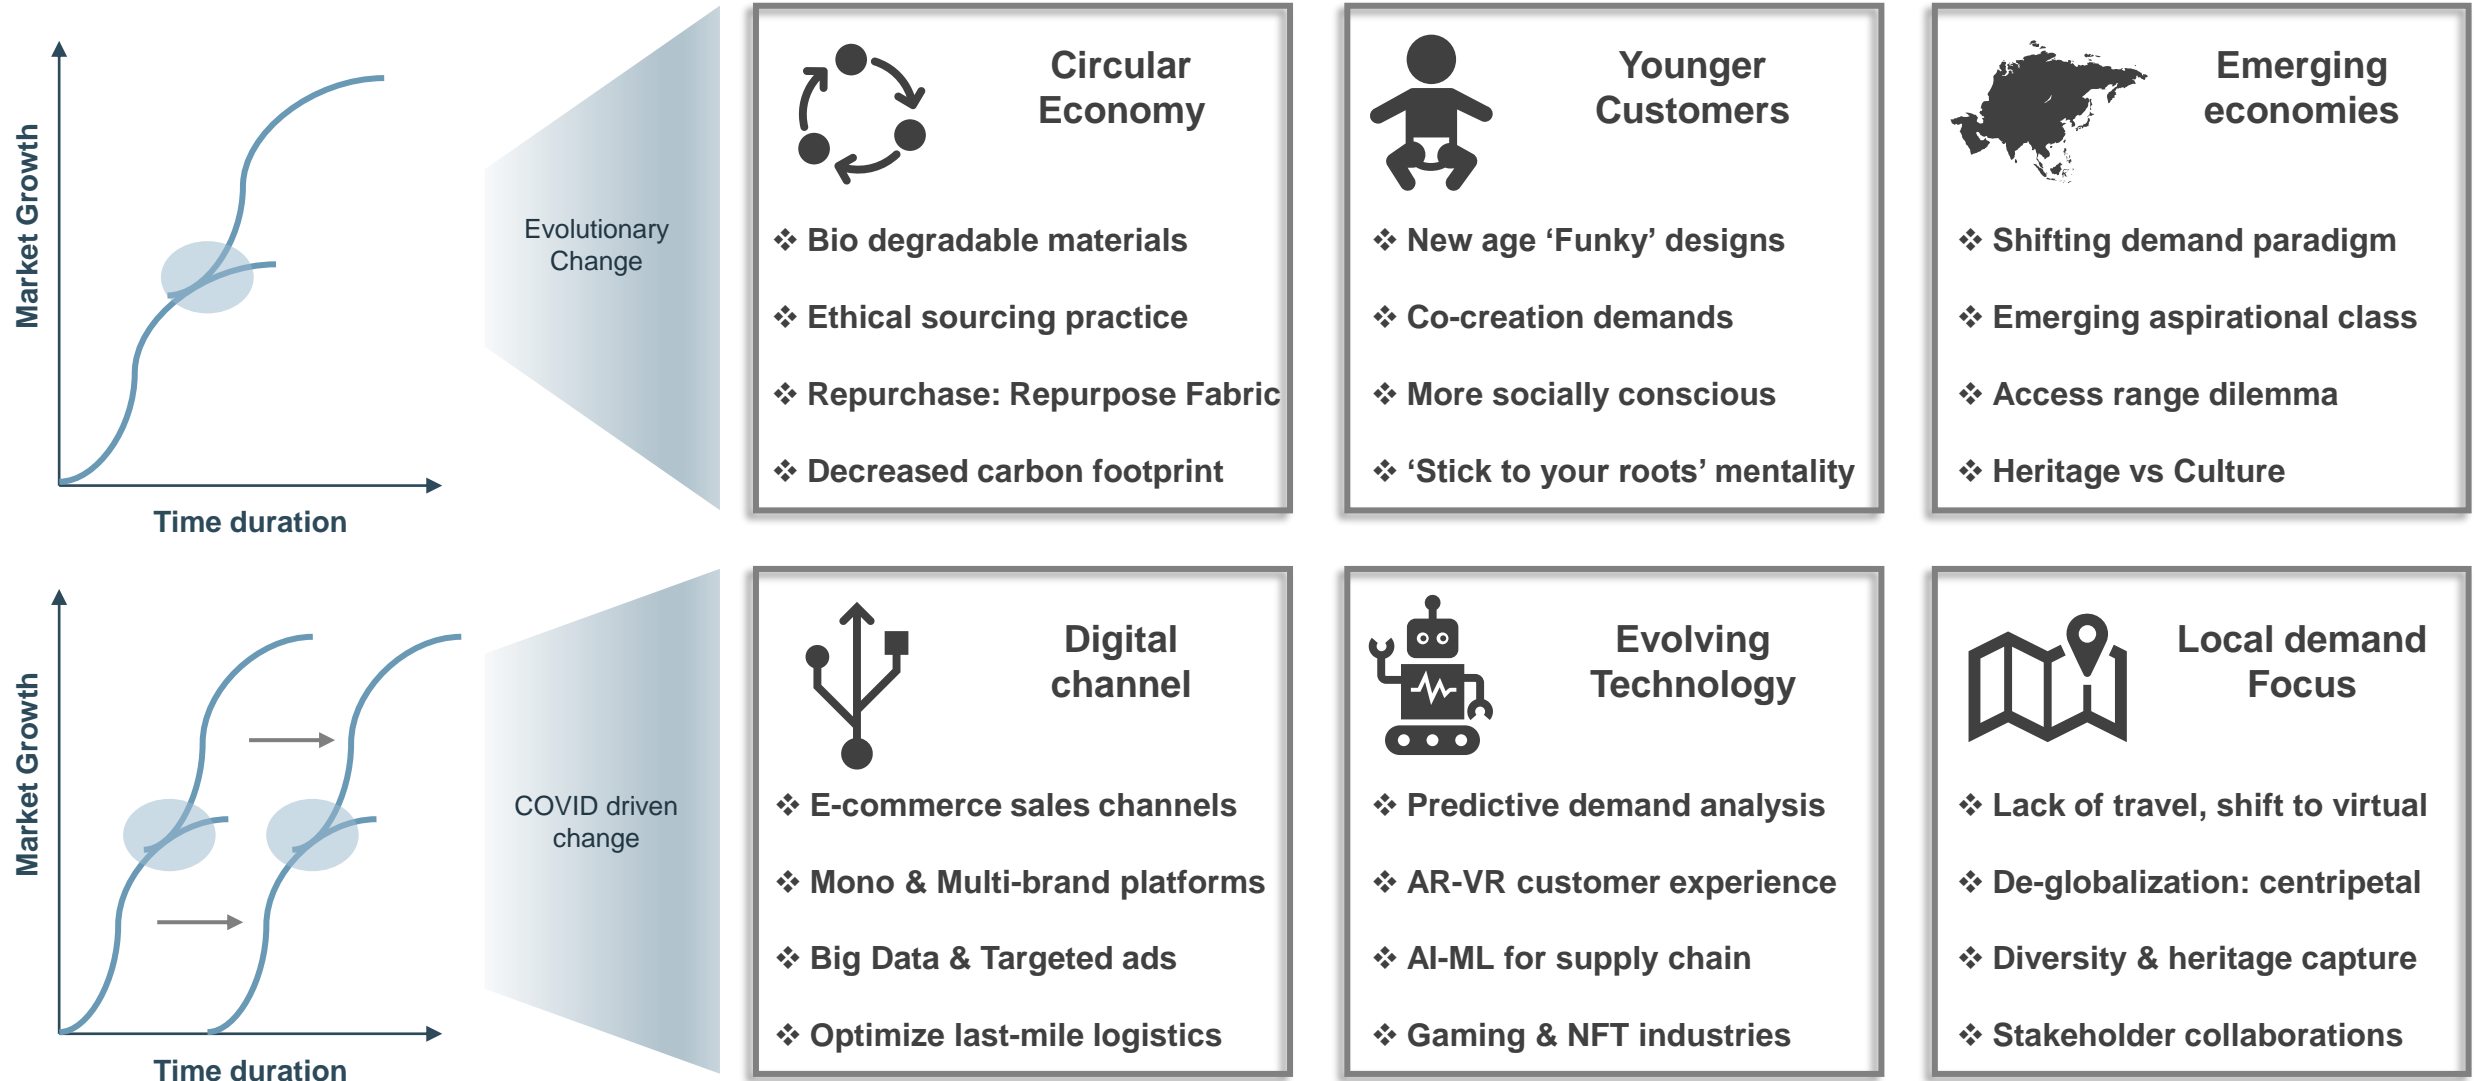 Market Growth
Time duration
Evolutionary
Change
Circular
Economy
❖ Bio degradable materials
❖ Ethical sourcing practice
❖ Repurchase: Repurpose Fabric
❖ Decreased carbon footprint
Younger
Customers
❖ New age ‘Funky’ designs
❖ Co-creation demands
❖ More socially conscious
❖ ‘Stick to your roots’ mentality
Emerging
economies
❖ Shifting demand paradigm
❖ Emerging aspirational class
❖ Access range dilemma
❖ Heritage vs Culture
Market Growth
Time duration
COVID driven
change
Digital
channel
❖ E-commerce sales channels
❖ Mono & Multi-brand platforms
❖ Big Data & Targeted ads
❖ Optimize last-mile logistics
Evolving
Technology
❖ Predictive demand analysis
❖ AR-VR customer experience
❖ AI-ML for supply chain
❖ Gaming & NFT industries
Local demand
Focus
❖ Lack of travel, shift to virtual
❖ De-globalization: centripetal
❖ Diversity & heritage capture
❖ Stakeholder collaborations